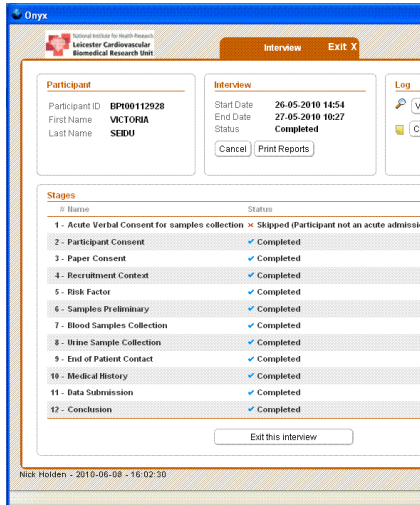 Onyx
National Institute for Health Research
Leicester Cardiovascular
Biomedical Research Unit
Interview Exit X
Participant
Participant ID BPt00112928
First Name VICTORIA
Last Name SEIDU
Interview
Start Date 26-05-2010 14:54
End Date 27-05-2010 10:27
Status Completed
Cancel Print Reports
Log
V
C
Stages
# Name Status
1 - Acute Verbal Consent for samples collection × Skipped (Participant not an acute admissi
2 - Participant Consent ✔ Completed
3 - Paper Consent ✔ Completed
4 - Recruitment Context ✔ Completed
5 - Risk Factor ✔ Completed
6 - Samples Preliminary ✔ Completed
7 - Blood Samples Collection ✔ Completed
8 - Urine Sample Collection ✔ Completed
9 - End of Patient Contact ✔ Completed
10 - Medical History ✔ Completed
11 - Data Submission ✔ Completed
12 - Conclusion ✔ Completed
Exit this interview
Nick Holden - 2010-06-08 - 16:02:30